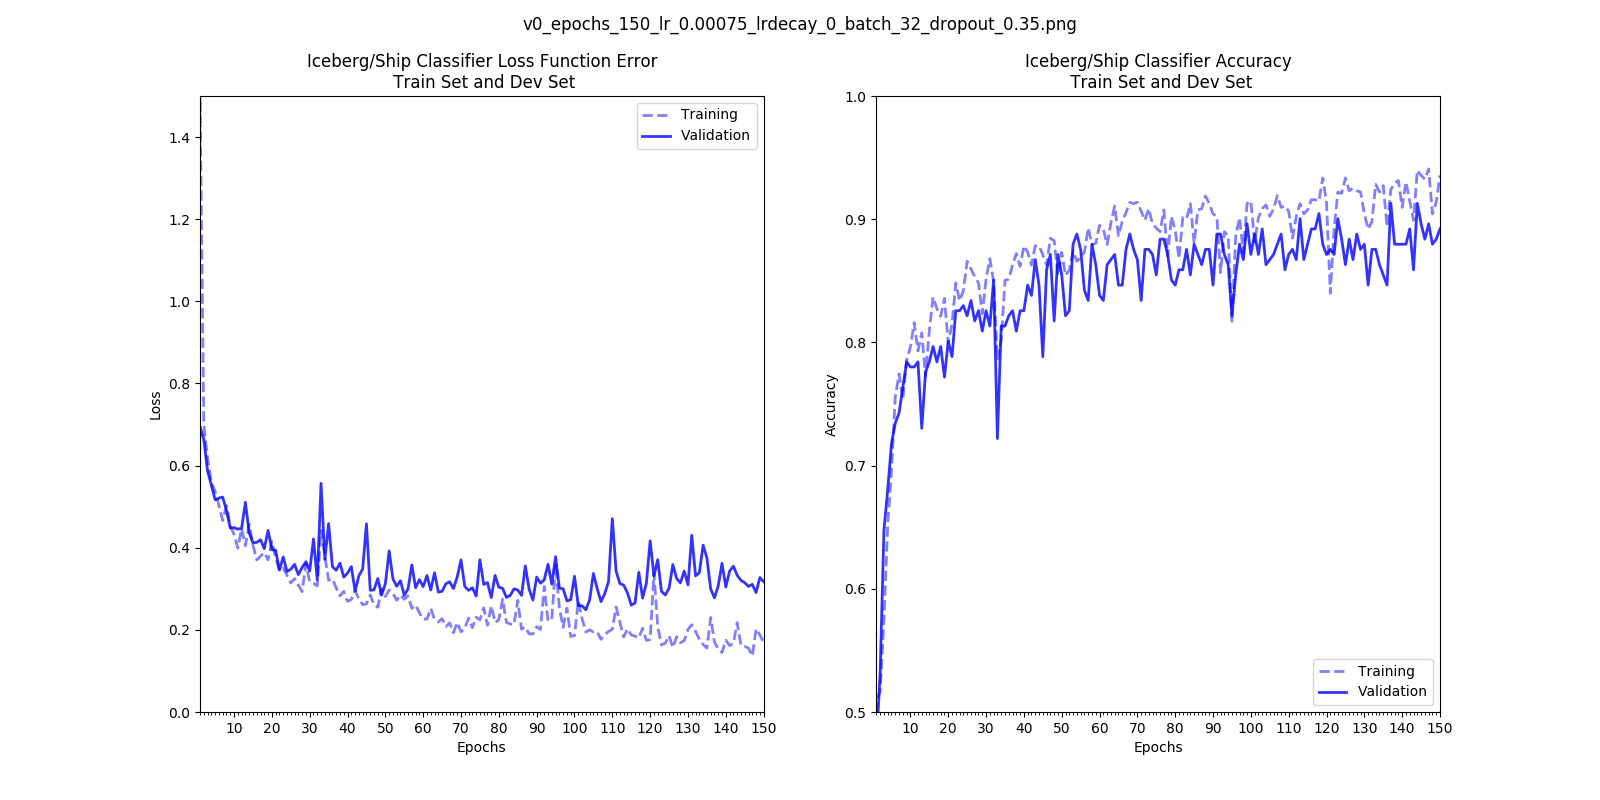 v0_epochs_150_lr_0.00075_lrdecay_0_batch_32_dropout_0.35.png
Iceberg/Ship Classifier Loss Function Error
Train Set and Dev Set
Training
Validation
1.4
1.2
1.0
0.8
0.6
0.4
0.2
0.0
Loss
10 20 30 40 50 60 70 80 90 100 110 120 130 140 150
Epochs
Iceberg/Ship Classifier Accuracy
Train Set and Dev Set
1.0
0.9
0.8
0.7
0.6
0.5
Accuracy
Training
Validation
10 20 30 40 50 60 70 80 90 100 110 120 130 140 150
Epochs